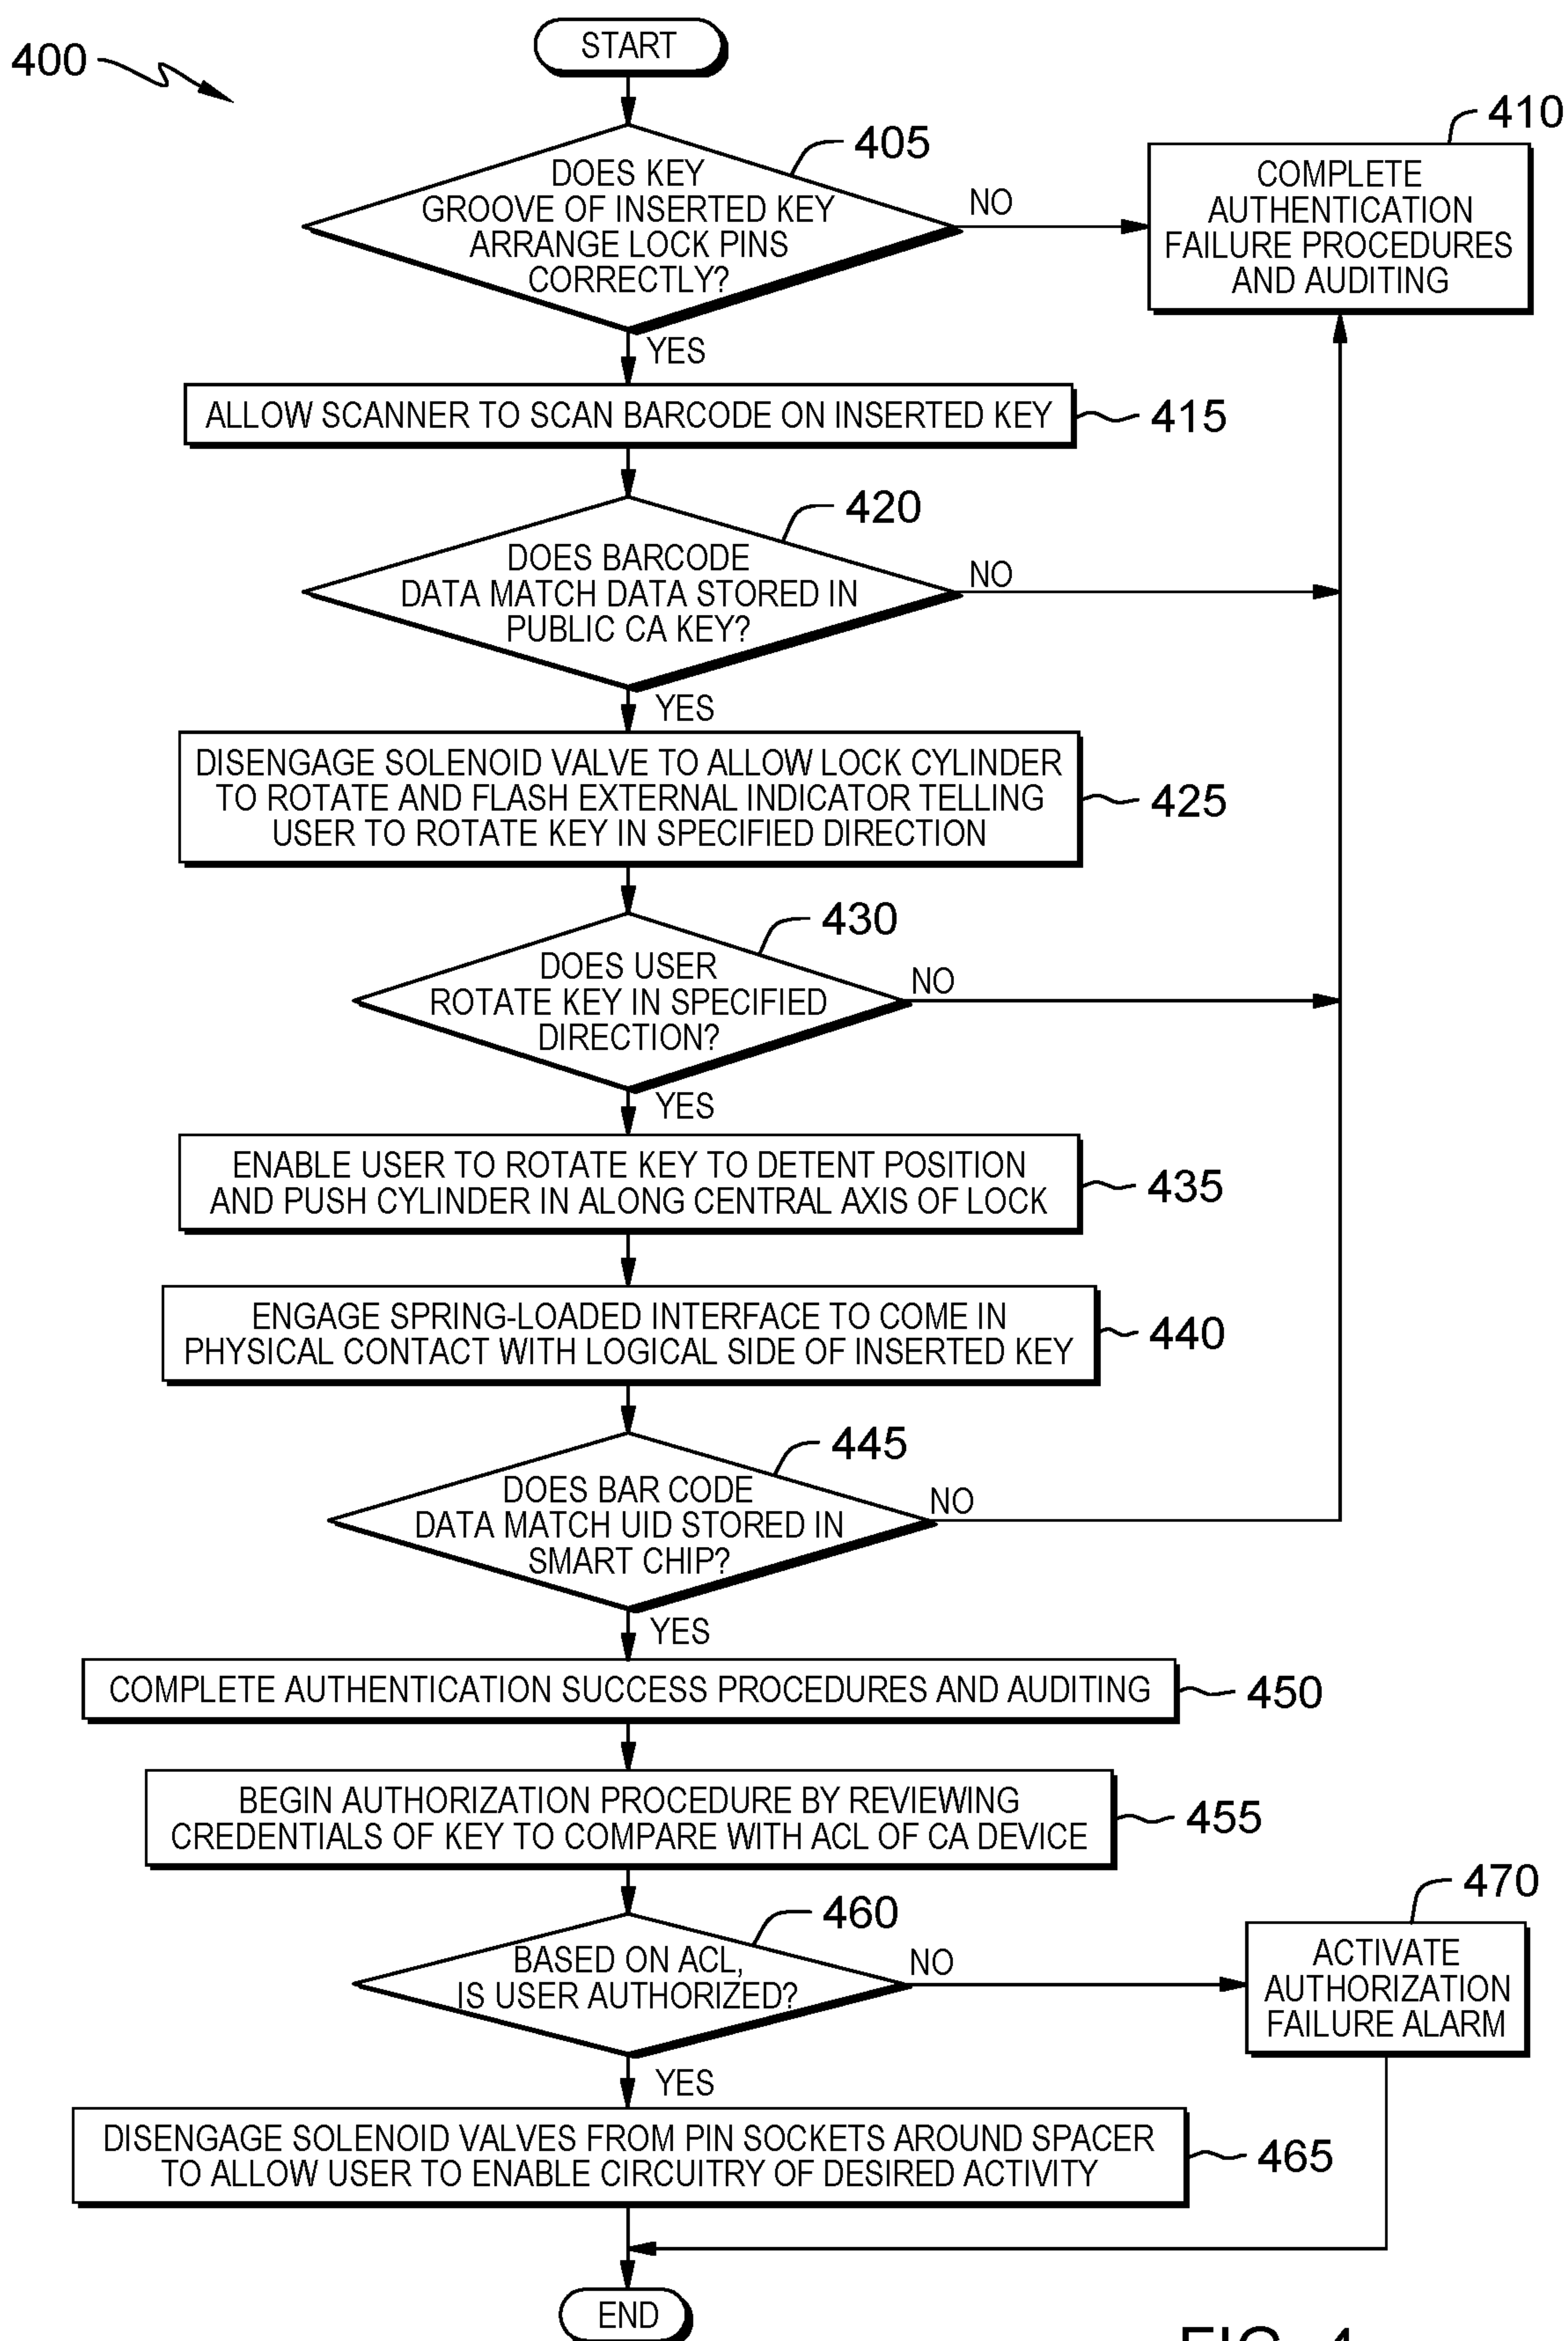 400
START
405
DOES KEY
GROOVE OF INSERTED KEY
ARRANGE LOCK PINS
CORRECTLY?
NO
410
COMPLETE
AUTHENTICATION
FAILURE PROCEDURES
AND AUDITING
YES
ALLOW SCANNER TO SCAN BARCODE ON INSERTED KEY
415
420
DOES BARCODE
DATA MATCH DATA STORED IN
PUBLIC CA KEY?
NO
YES
DISENGAGE SOLENOID VALVE TO ALLOW LOCK CYLINDER
TO ROTATE AND FLASH EXTERNAL INDICATOR TELLING
USER TO ROTATE KEY IN SPECIFIED DIRECTION
425
430
DOES USER
ROTATE KEY IN SPECIFIED
DIRECTION?
NO
YES
ENABLE USER TO ROTATE KEY TO DETENT POSITION
AND PUSH CYLINDER IN ALONG CENTRAL AXIS OF LOCK
435
ENGAGE SPRING-LOADED INTERFACE TO COME IN
PHYSICAL CONTACT WITH LOGICAL SIDE OF INSERTED KEY
440
445
DOES BAR CODE
DATA MATCH UID STORED IN
SMART CHIP?
NO
YES
COMPLETE AUTHENTICATION SUCCESS PROCEDURES AND AUDITING
450
BEGIN AUTHORIZATION PROCEDURE BY REVIEWING
CREDENTIALS OF KEY TO COMPARE WITH ACL OF CA DEVICE
455
460
BASED ON ACL,
IS USER AUTHORIZED?
NO
470
ACTIVATE
AUTHORIZATION
FAILURE ALARM
YES
DISENGAGE SOLENOID VALVES FROM PIN SOCKETS AROUND SPACER
TO ALLOW USER TO ENABLE CIRCUITRY OF DESIRED ACTIVITY
465
END